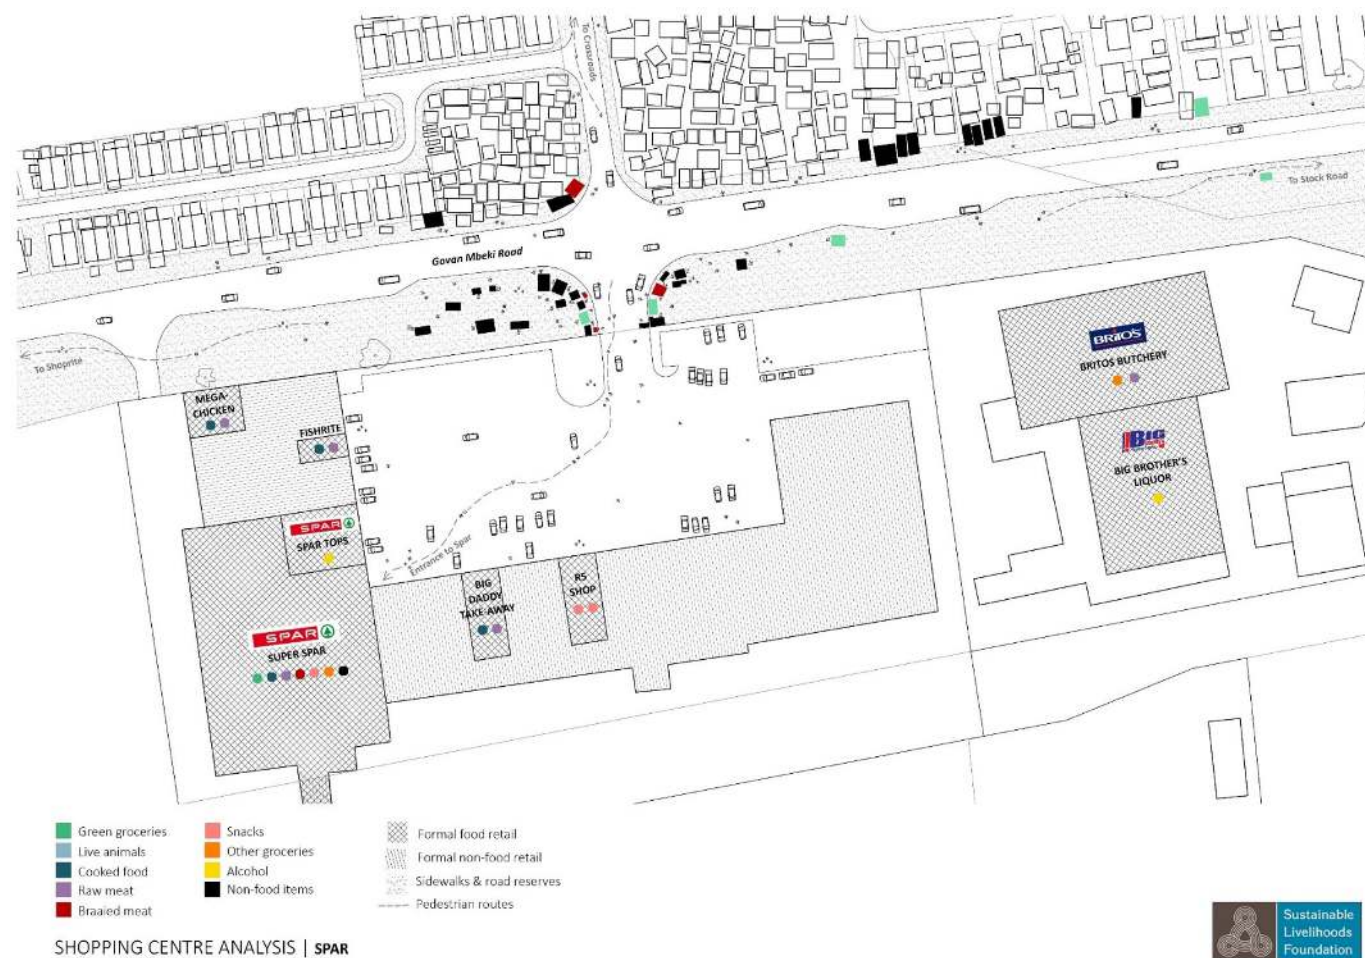 To Crossroads
To Stock Road
Govan Mbeki Road
To Shoprite
BRITOS
BRITOS BUTCHERY
MEGA-
CHICKEN
FISHRITE
BIG
BIG BROTHER'S
LIQUOR
SPAR
SPAR TOPS
Entrance to Spar
BIG
DADDY
TAKE-AWAY
R5
SHOP
SPAR
SUPER SPAR
Green groceries
Live animals
Cooked food
Raw meat
Braaied meat
Snacks
Other groceries
Alcohol
Non-food items
Formal food retail
Formal non-food retail
Sidewalks & road reserves
Pedestrian routes
SHOPPING CENTRE ANALYSIS | SPAR
Sustainable
Livelihoods
Foundation